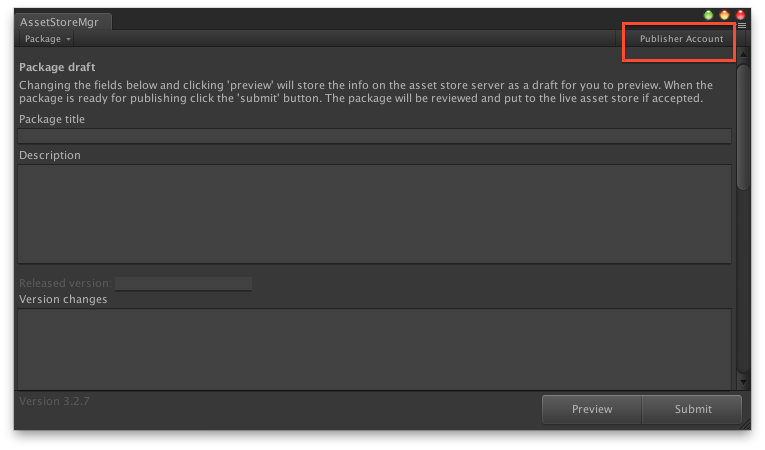 AssetStoreMgr
Package
Publisher Account
Package draft
Changing the fields below and clicking 'preview' will store the info on the asset store server as a draft for you to preview. When the
package is ready for publishing click the 'submit' button. The package will be reviewed and put to the live asset store if accepted.
Package title
Description
Released version:
Version changes
Version 3.2.7
Preview
Submit